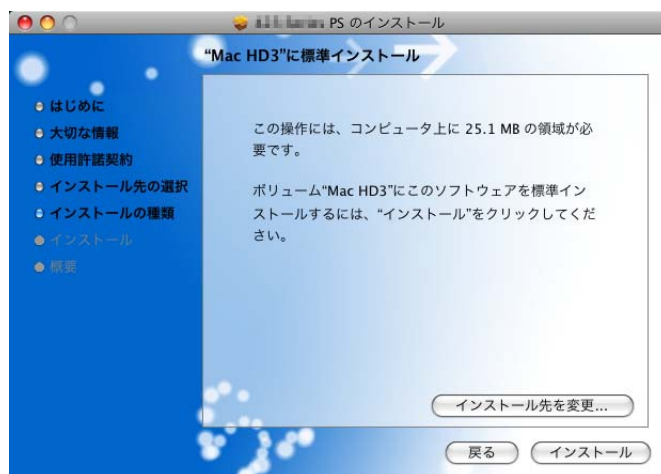 PS のインストール
“Mac HD3”に標準インストール
はじめに
大切な情報
使用許諾契約
インストール先の選択
インストールの種類
インストール
概要
この操作には、コンピュータ上に 25.1 MB の領域が必
要です。
ボリューム“Mac HD3”にこのソフトウェアを標準イン
ストールするには、“インストール”をクリックしてくだ
さい。
インストール先を変更...
戻る
インストール